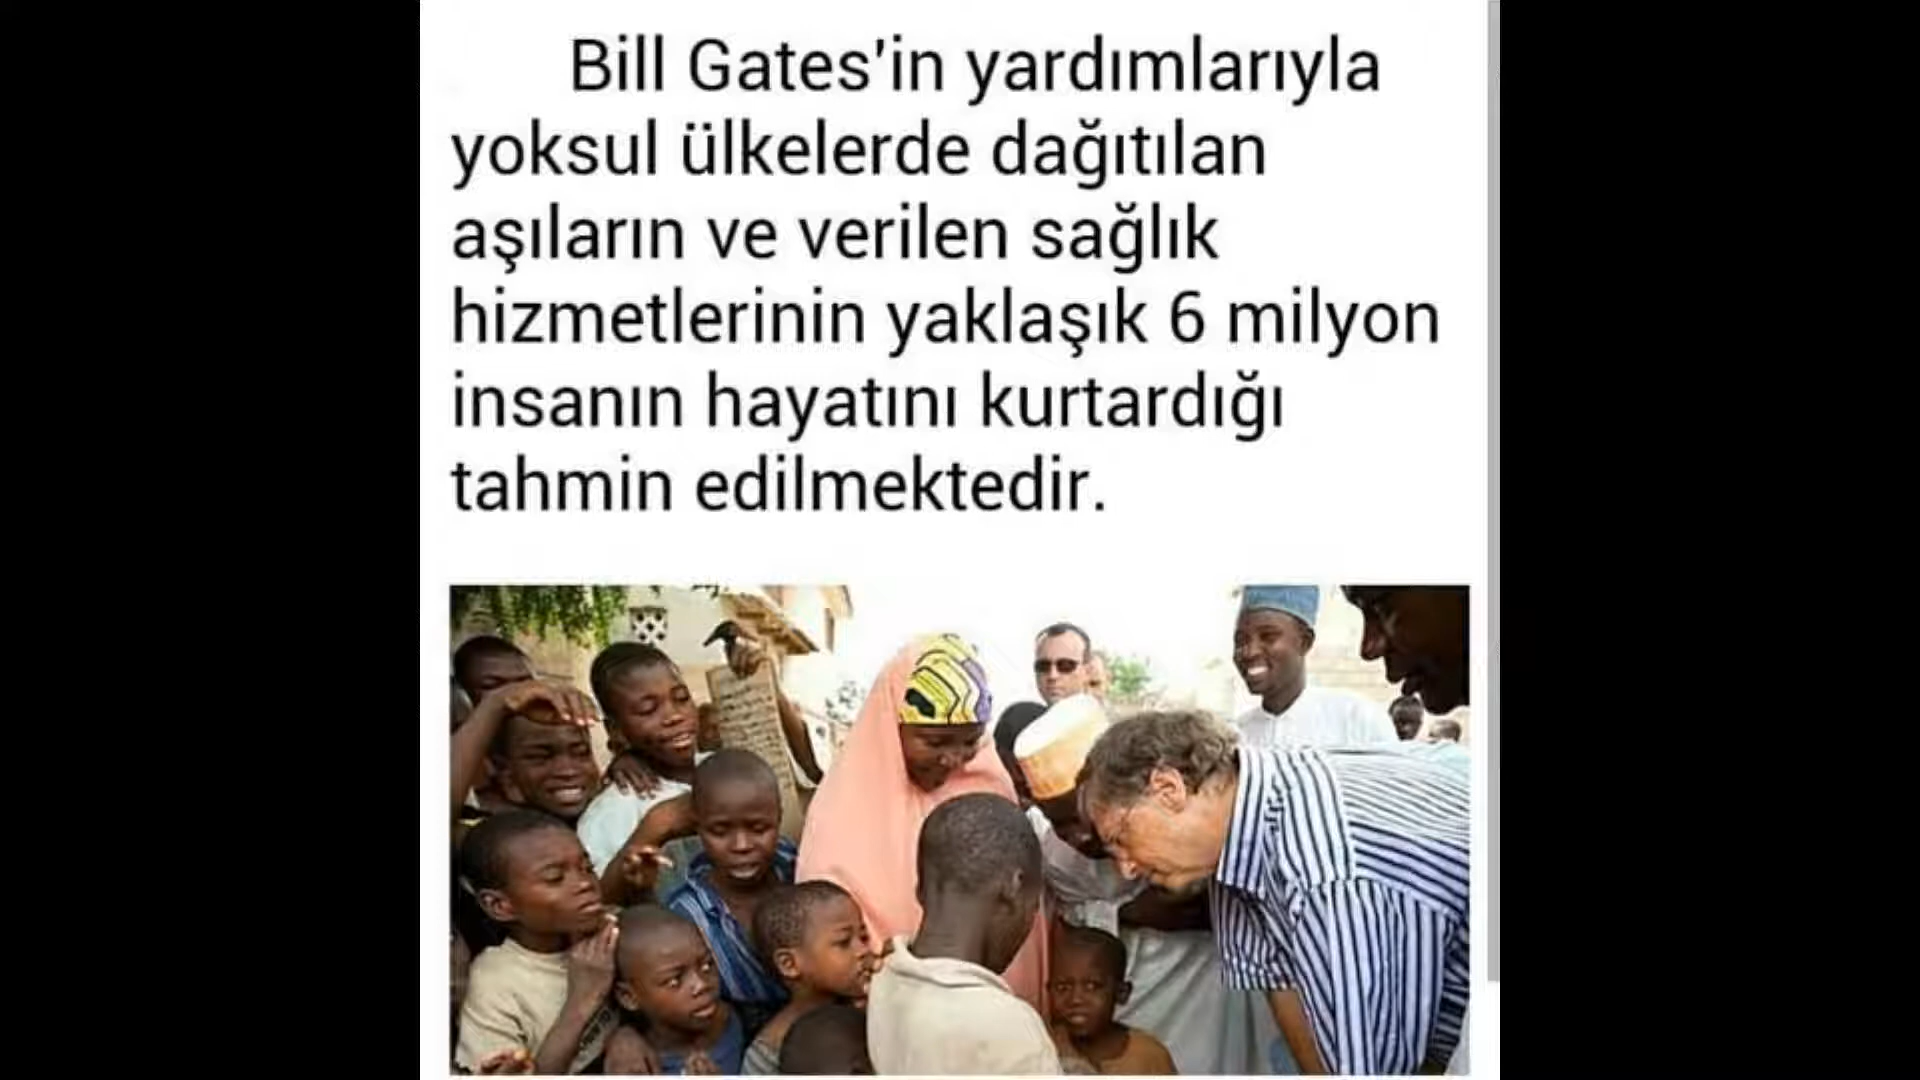 Bill Gates'in yardımlarıyla
yoksul ülkelerde dağıtılan
aşıların ve verilen sağlık
hizmetlerinin yaklaşık 6 milyon
insanın hayatını kurtardığı
tahmin edilmektedir.